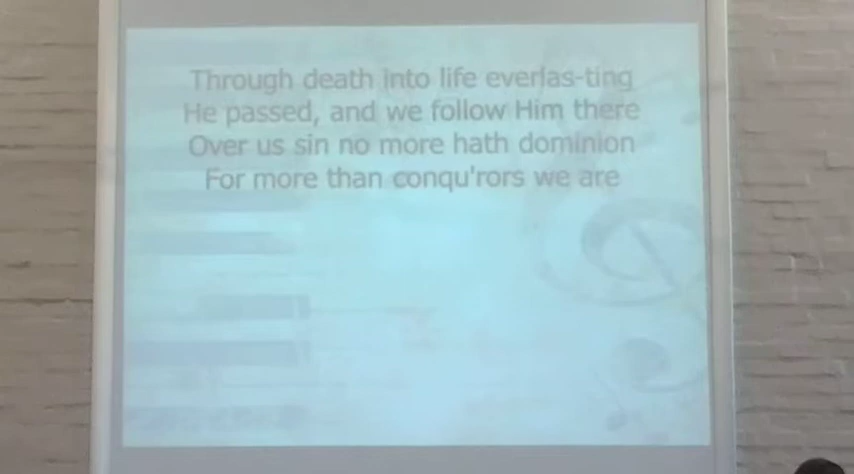 Through death into life everlas-ting
He passed, and we follow Him there
Over us sin no more hath dominion
For more than conqu'rors we are